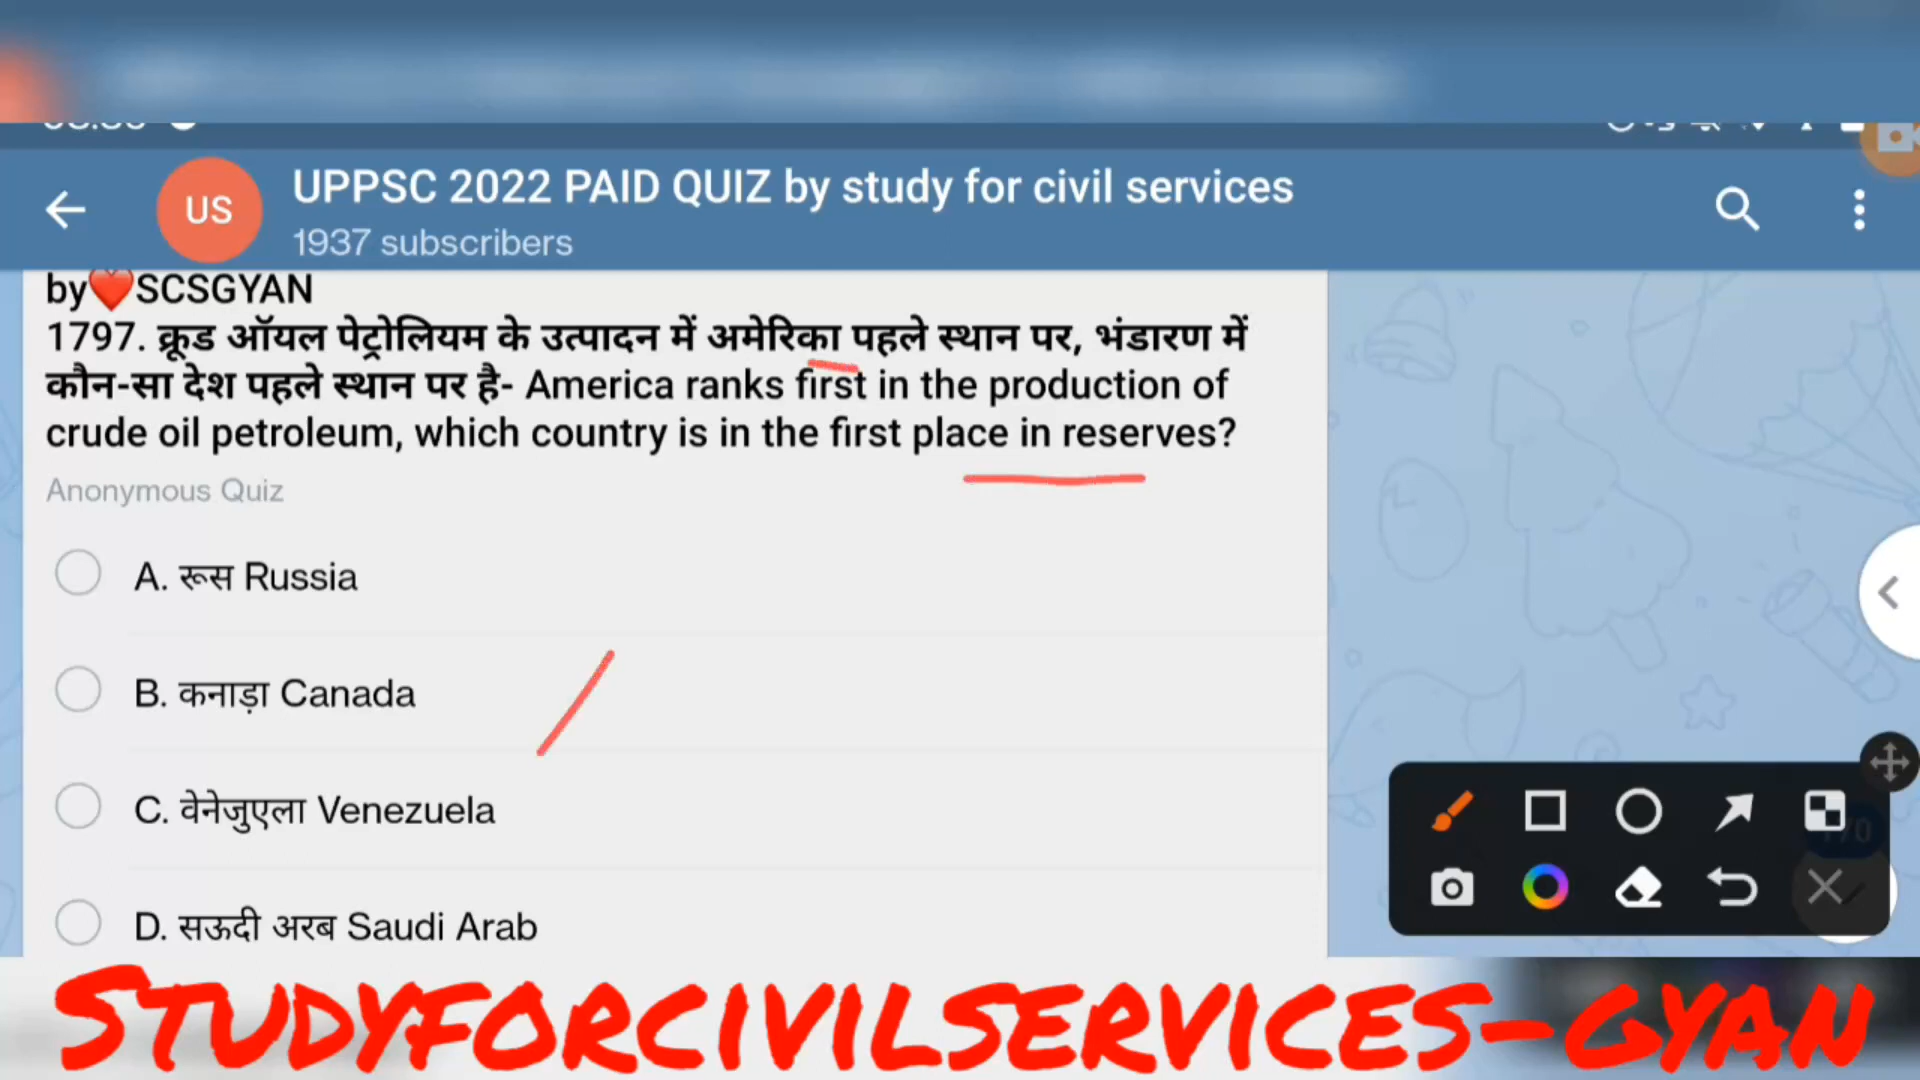 UPPSC 2022 PAID QUIZ by study for civil services
US
1937 subscribers
by❤️SCSGYAN
1797. क्रूड ऑयल पेट्रोलियम के उत्पादन में अमेरिका पहले स्थान पर, भंडारण में
कौन-सा देश पहले स्थान पर है- America ranks first in the production of
crude oil petroleum, which country is in the first place in reserves?
Anonymous Quiz
A. रूस Russia
B. कनाड़ा Canada
C. वेनेजुएला Venezuela
D. सऊदी अरब Saudi Arab
STUDYFORCIVILSERVICES-GYAN